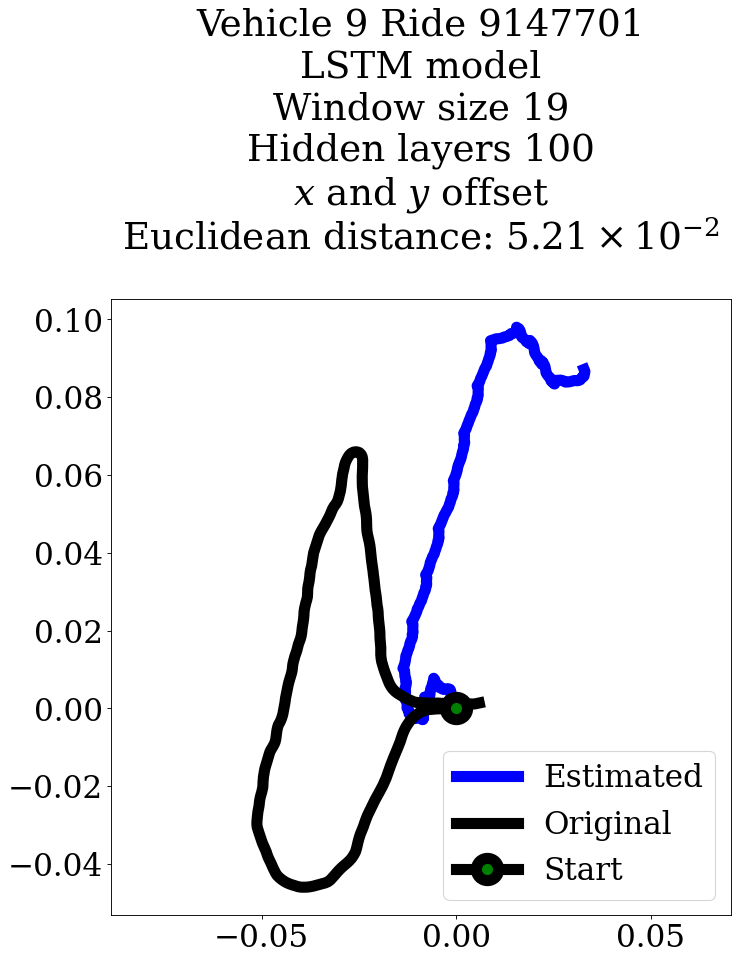 Vehicle 9 Ride 9147701
LSTM model
Window size 19
Hidden layers 100
x and y offset
Euclidean distance: 5.21 × 10⁻²
0.10
0.08
0.06
0.04
0.02
0.00
−0.02
−0.04
−0.05 0.00 0.05
Estimated
Original
Start